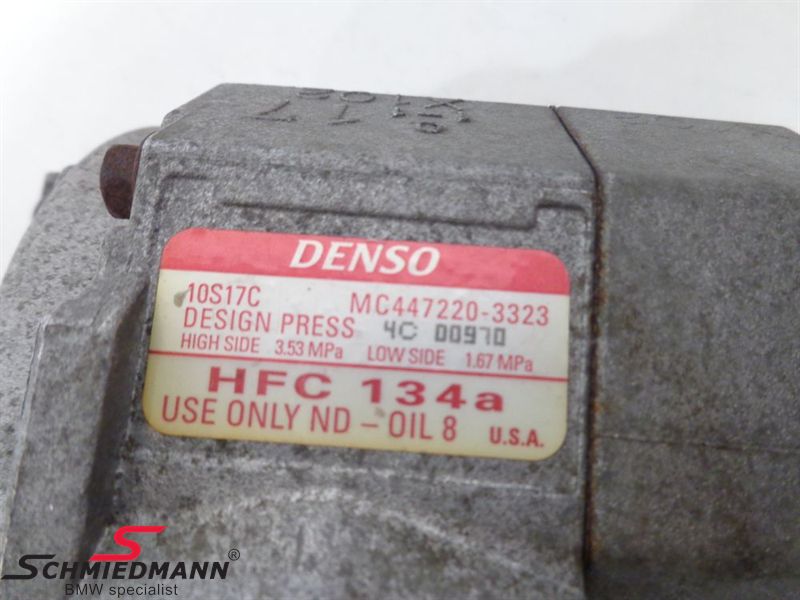 DENSO
10S17C MC447220-3323
DESIGN PRESS 4C 00970
HIGH SIDE 3.53 MPa LOW SIDE 1.67 MPa
HFC 134a
USE ONLY ND - OIL 8 U.S.A.
SCHMIEDMANN®
BMW specialist